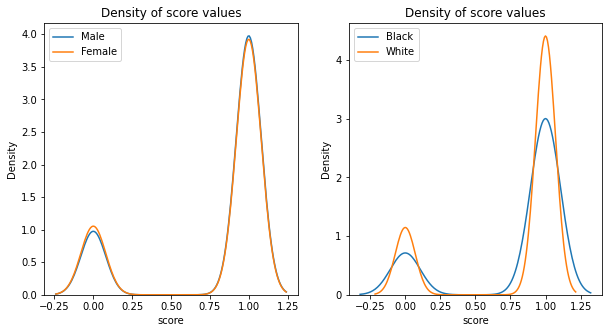 Density of score values
Male
Female
4.0
3.5
3.0
2.5
2.0
1.5
1.0
0.5
0.0
Density
−0.25 0.00 0.25 0.50 0.75 1.00 1.25
score
Density of score values
Black
White
4
3
2
1
0
Density
−0.25 0.00 0.25 0.50 0.75 1.00 1.25
score